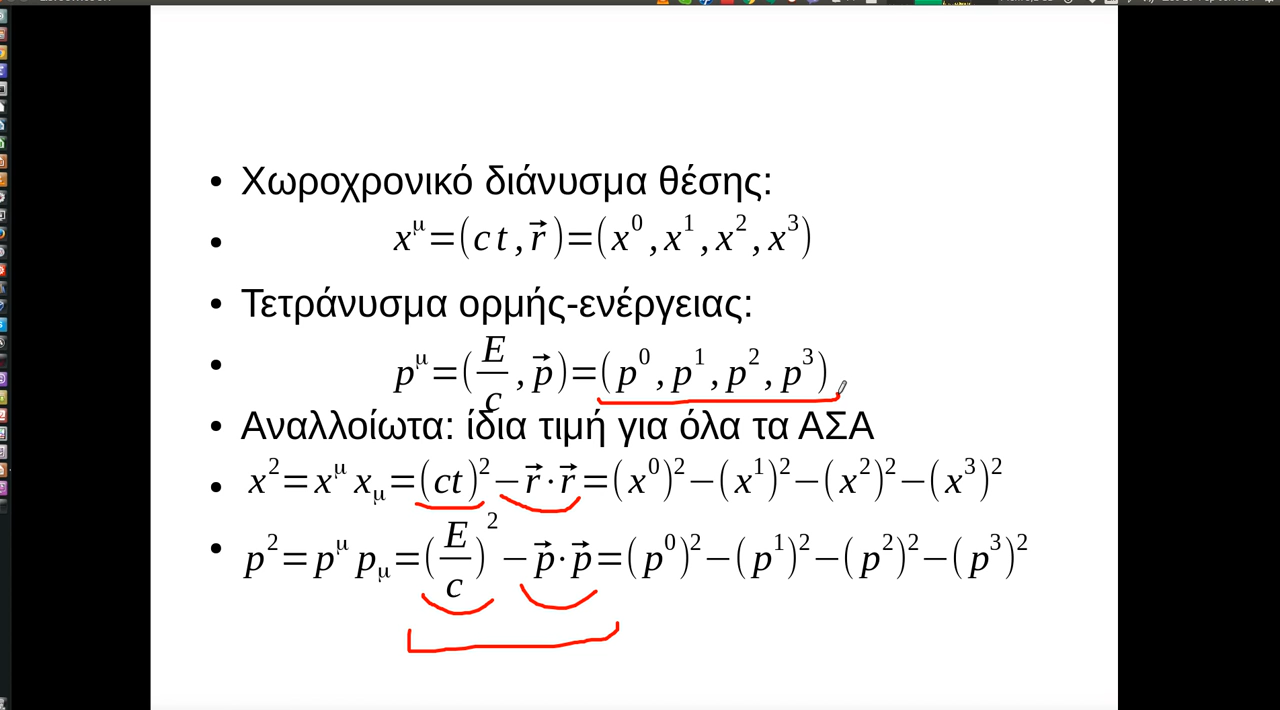 • Χωροχρονικό διάνυσμα θέσης:
• x^μ=(c t , r⃗ )=(x^0 , x^1 , x^2 , x^3)
• Τετράνυσμα ορμής-ενέργειας:
• p^μ=(E/c , p⃗ )=( p^0 , p^1 , p^2 , p^3)
• Αναλλοίωτα: ίδια τιμή για όλα τα ΑΣΑ
• x^2=x^μ x_μ=(ct)^2−r⃗·r⃗=(x^0)^2−(x^1)^2−(x^2)^2−(x^3)^2
• p^2=p^μ p_μ=(E/c)^2−p⃗·p⃗=(p^0)^2−(p^1)^2−(p^2)^2−(p^3)^2